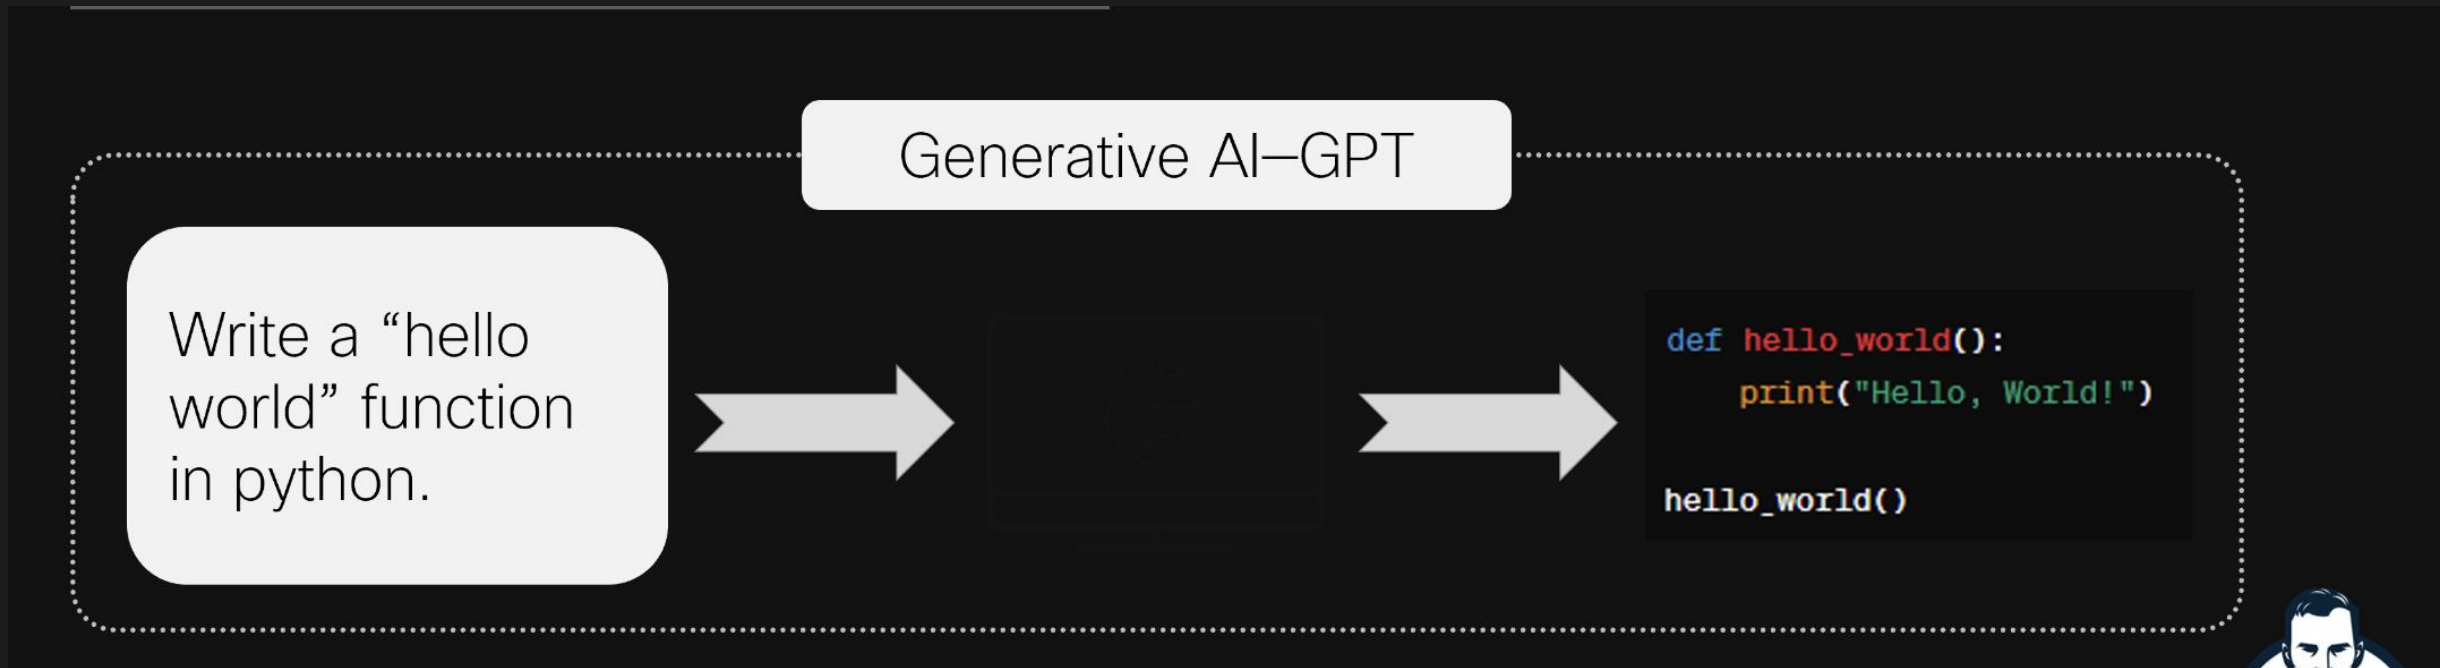 Generative AI–GPT
Write a “hello
world” function
in python.
def hello_world():
    print("Hello, World!")
hello_world()